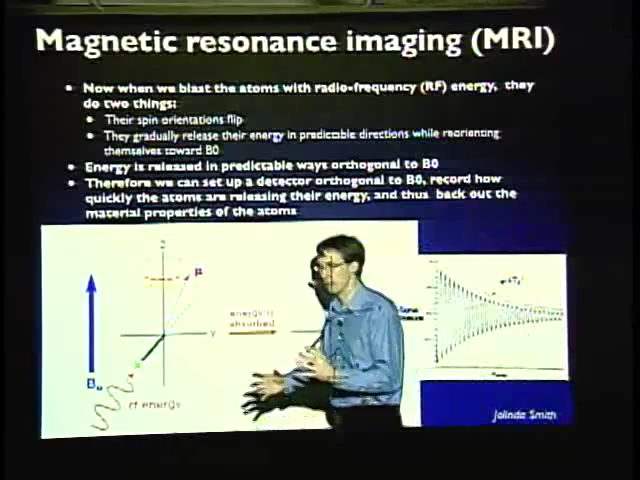 Magnetic resonance imaging (MRI)
• Now when we blast the atoms with radio-frequency (RF) energy, they
do two things:
• Their spin orientations flip
• They gradually release their energy in predictable directions while reorienting
themselves toward B0
• Energy is released in predictable ways orthogonal to B0
• Therefore we can set up a detector orthogonal to B0, record how
quickly the atoms are releasing their energy, and thus back out the
material properties of the atoms
z
μ
energy is
absorbed
y
x
B₀
rf energy
Jolinda Smith